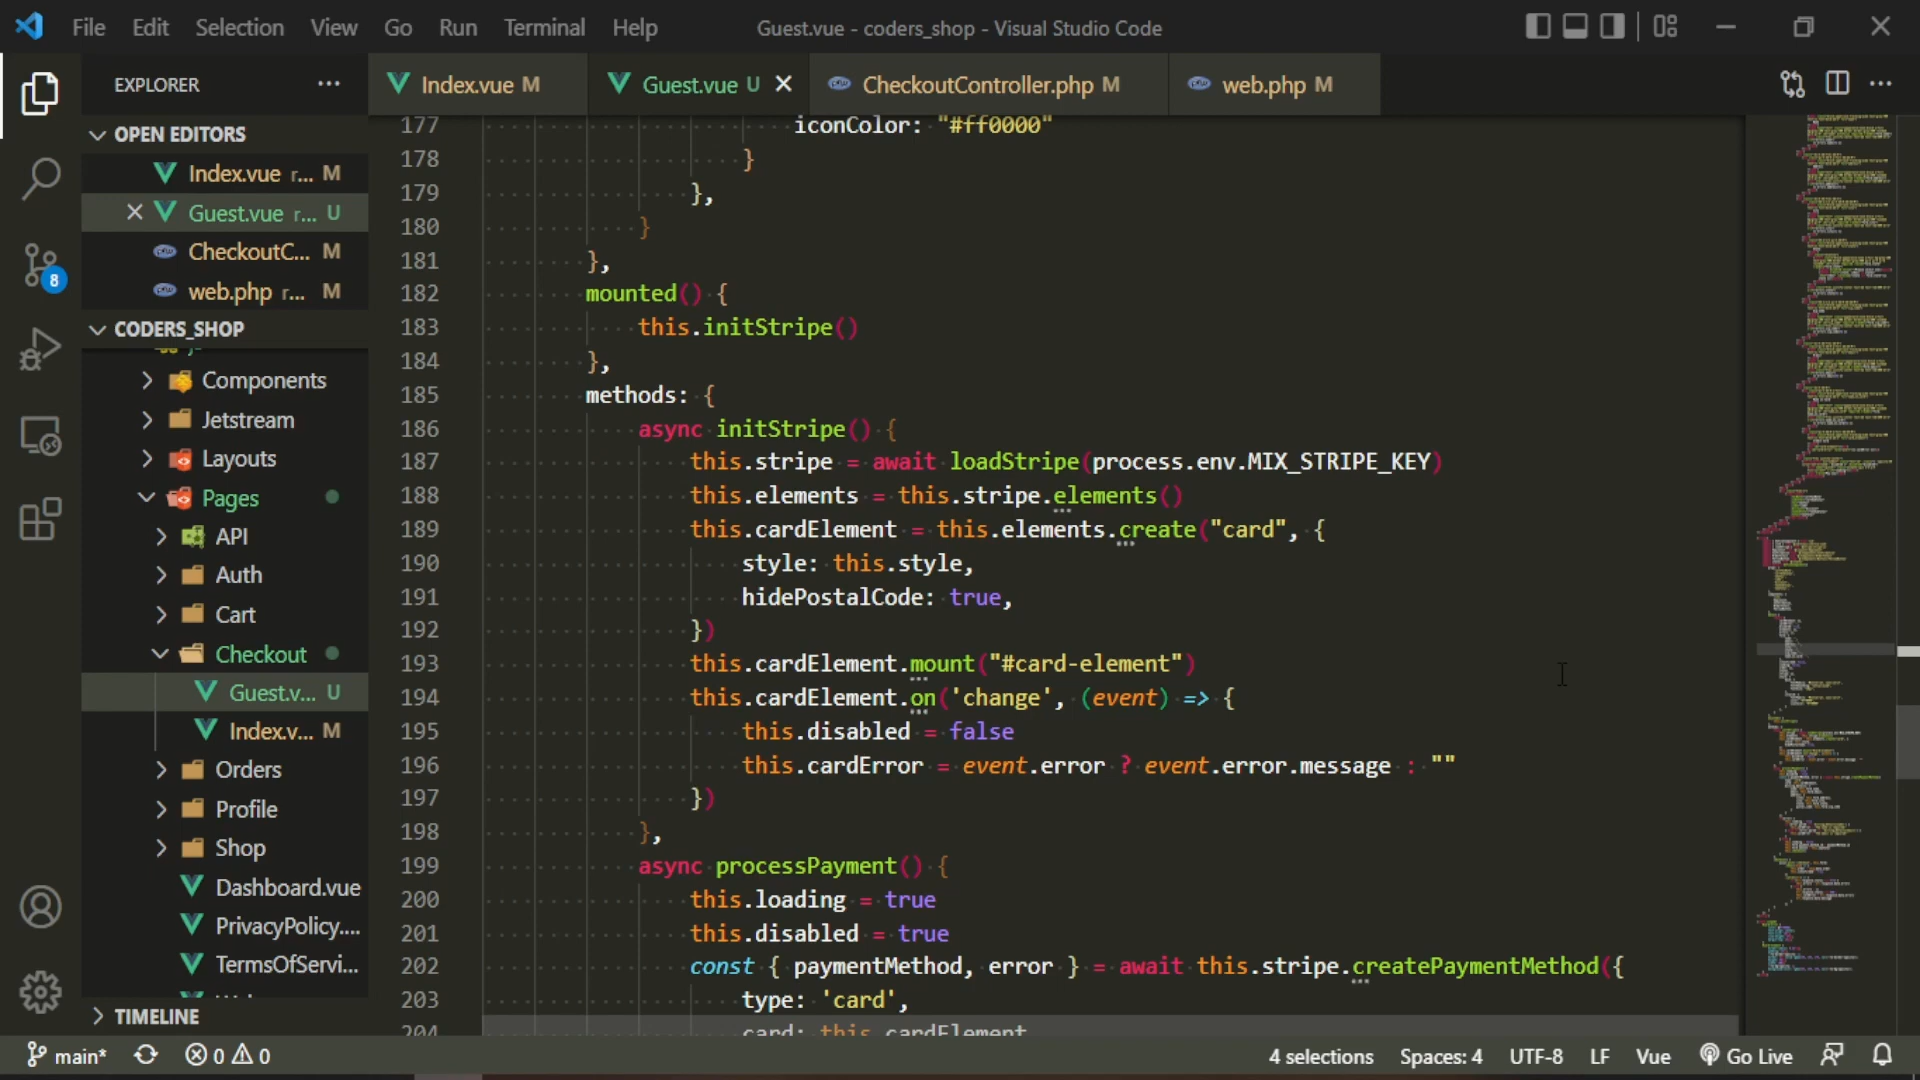 File Edit Selection View Go Run Terminal Help
Guest.vue - coders_shop - Visual Studio Code
EXPLORER
Index.vue M
Guest.vue U
CheckoutController.php M
web.php M
OPEN EDITORS
Index.vue r... M
Guest.vue r... U
CheckoutC... M
web.php r... M
CODERS_SHOP
Components
Jetstream
Layouts
Pages
API
Auth
Cart
Checkout
Guest.v... U
Index.v... M
Orders
Profile
Shop
Dashboard.vue
PrivacyPolicy....
TermsOfServi...
TIMELINE
8
177 iconColor: "#ff0000"
178 }
179 },
180 }
181 },
182 mounted() {
183 this.initStripe()
184 },
185 methods: {
186 async initStripe() {
187 this.stripe = await loadStripe(process.env.MIX_STRIPE_KEY)
188 this.elements = this.stripe.elements()
189 this.cardElement = this.elements.create("card", {
190 style: this.style,
191 hidePostalCode: true,
192 })
193 this.cardElement.mount("#card-element")
194 this.cardElement.on('change', (event) => {
195 this.disabled = false
196 this.cardError = event.error ? event.error.message : ""
197 })
198 },
199 async processPayment() {
200 this.loading = true
201 this.disabled = true
202 const { paymentMethod, error } = await this.stripe.createPaymentMethod({
203 type: 'card',
204 card: this.cardElement
main* 0 0
4 selections Spaces: 4 UTF-8 LF Vue Go Live